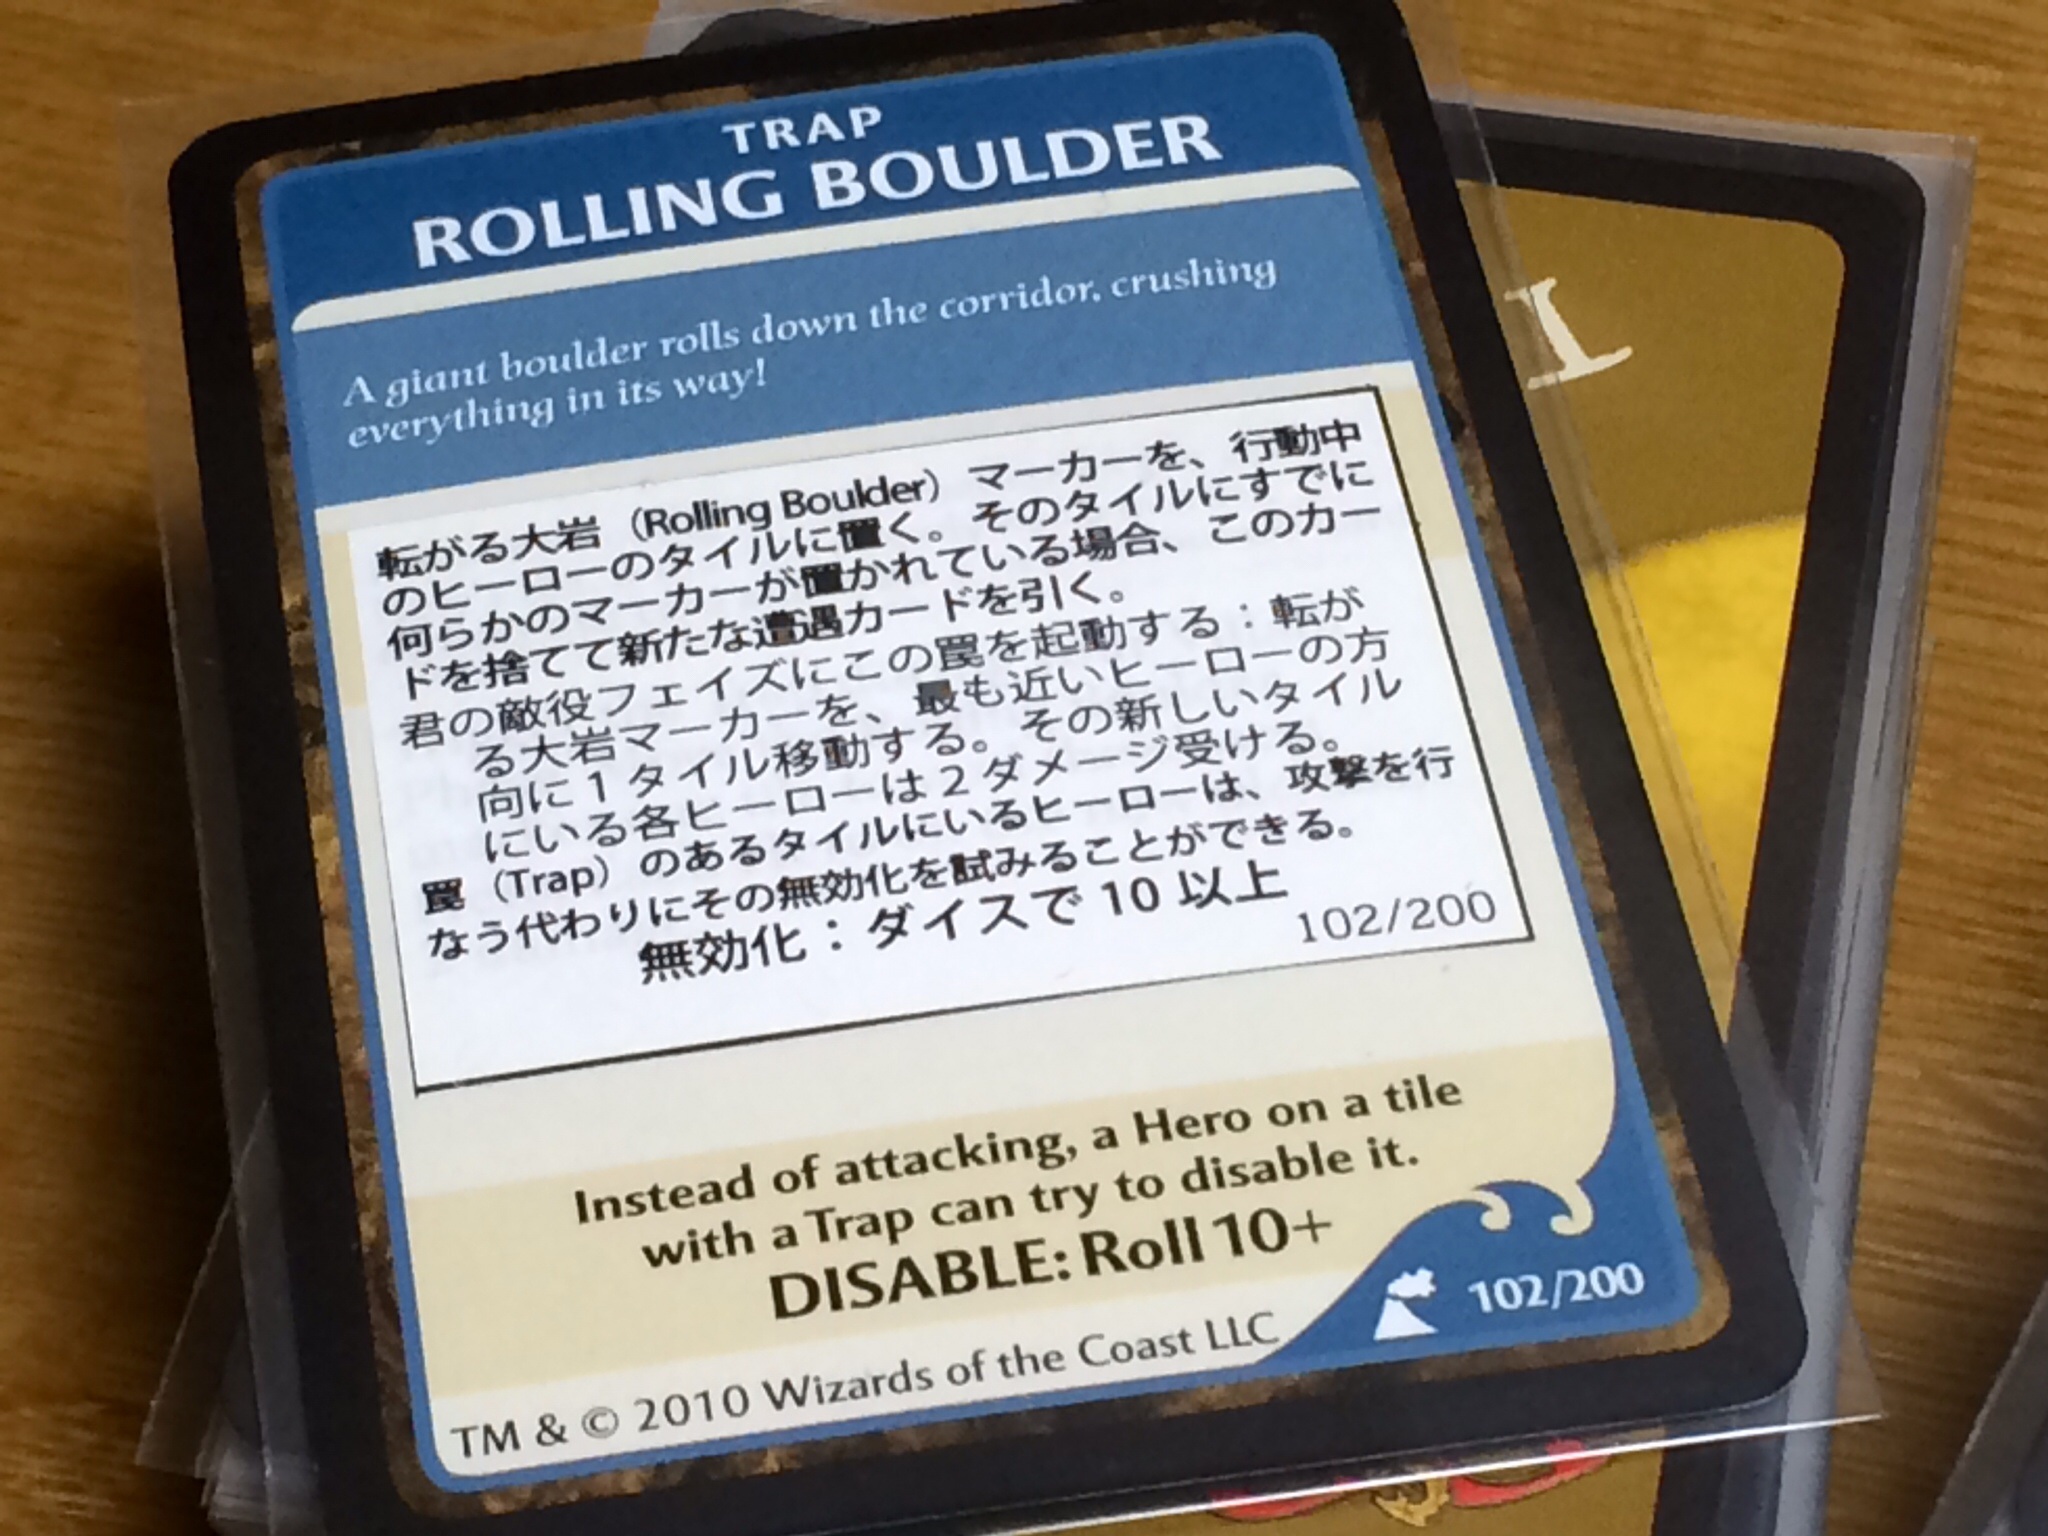 TRAP
ROLLING BOULDER
A giant boulder rolls down the corridor, crushing
everything in its way!
転がる大岩（Rolling Boulder）マーカーを、行動中
のヒーローのタイルに置く。そのタイルにすでに
何らかのマーカーが置かれている場合、このカー
ドを捨てて新たな遭遇カードを引く。
君の敵役フェイズにこの罠を起動する：転が
る大岩マーカーを、最も近いヒーローの方
向に1タイル移動する。その新しいタイル
にいる各ヒーローは2ダメージ受ける。
罠（Trap）のあるタイルにいるヒーローは、攻撃を行
なう代わりにその無効化を試みることができる。
無効化：ダイスで10以上
102/200
Instead of attacking, a Hero on a tile
with a Trap can try to disable it.
DISABLE: Roll 10+
TM & © 2010 Wizards of the Coast LLC
102/200